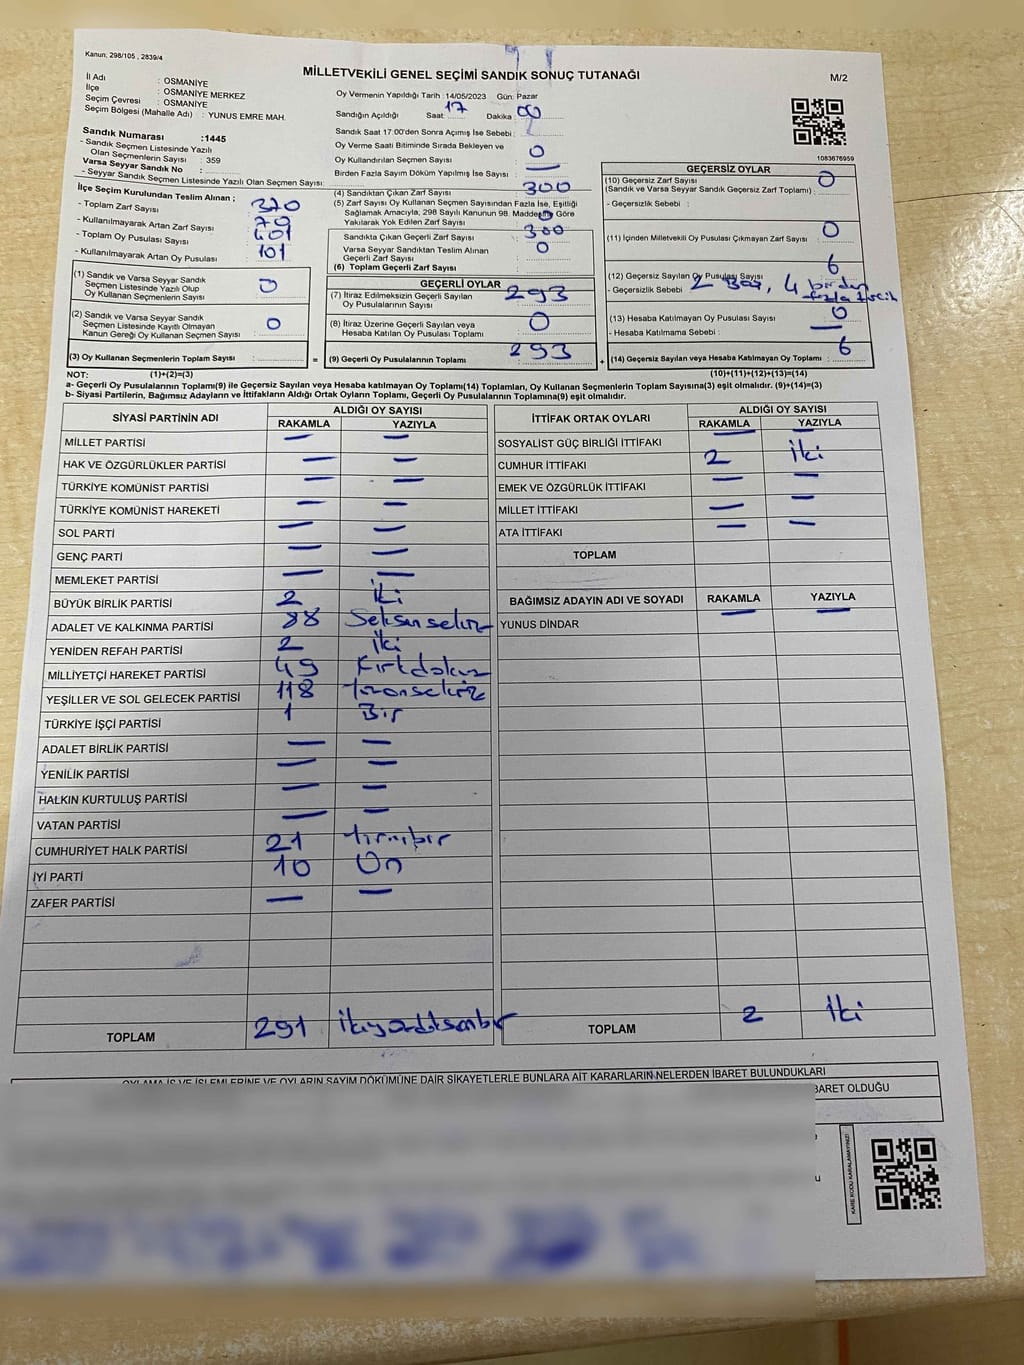 Kanun; 298/105 , 2839/4
MİLLETVEKİLİ GENEL SEÇİMİ SANDIK SONUÇ TUTANAĞI
M/2
İl Adı : OSMANİYE
İlçe : OSMANİYE MERKEZ
Seçim Çevresi : OSMANİYE
Seçim Bölgesi (Mahalle Adı) : YUNUS EMRE MAH.
Sandık Numarası :1445
- Sandık Seçmen Listesinde Yazılı
Olan Seçmenlerin Sayısı : 359
Varsa Seyyar Sandık No :
- Seyyar Sandık Seçmen Listesinde Yazılı Olan Seçmen Sayısı:
İlçe Seçim Kurulundan Teslim Alınan ;
- Toplam Zarf Sayısı : 370
- Kullanılmayarak Artan Zarf Sayısı : 70
- Toplam Oy Pusulası Sayısı : 401
- Kullanılmayarak Artan Oy Pusulası : 101
(1) Sandık ve Varsa Seyyar Sandık
Seçmen Listesinde Yazılı Olup
Oy Kullanan Seçmenlerin Sayısı : 0
(2) Sandık ve Varsa Seyyar Sandık
Seçmen Listesinde Kayıtlı Olmayan
Kanun Gereği Oy Kullanan Seçmen Sayısı : 0
(3) Oy Kullanan Seçmenlerin Toplam Sayısı :
Oy Vermenin Yapıldığı Tarih :14/05/2023 Gün: Pazar
Sandığın Açıldığı Saat: 17 Dakika : 00
Sandık Saat 17:00'den Sonra Açımış İse Sebebi :
Oy Verme Saati Bitiminde Sırada Bekleyen ve
Oy Kullandırılan Seçmen Sayısı : 0
Birden Fazla Sayım Döküm Yapılmış İse Sayısı : —
(4) Sandıktan Çıkan Zarf Sayısı : 300
(5) Zarf Sayısı Oy Kullanan Seçmen Sayısından Fazla İse, Eşitliği
Sağlamak Amacıyla, 298 Sayılı Kanunun 98. Maddesine Göre
Yakılarak Yok Edilen Zarf Sayısı : 0
Sandıkta Çıkan Geçerli Zarf Sayısı : 300
Varsa Seyyar Sandıktan Teslim Alınan
Geçerli Zarf Sayısı : 0
(6) Toplam Geçerli Zarf Sayısı :
GEÇERLİ OYLAR
(7) İtiraz Edilmeksizin Geçerli Sayılan
Oy Pusulalarının Sayısı : 293
(8) İtiraz Üzerine Geçerli Sayılan veya
Hesaba Katılan Oy Pusulası Toplamı : 0
= (9) Geçerli Oy Pusulalarının Toplamı : 293 +
1083676959
GEÇERSİZ OYLAR
(10) Geçersiz Zarf Sayısı : 0
(Sandık ve Varsa Seyyar Sandık Geçersiz Zarf Toplamı)
- Geçersizlik Sebebi :
(11) İçinden Milletvekili Oy Pusulası Çıkmayan Zarf Sayısı : 0
(12) Geçersiz Sayılan Oy Pusulası Sayısı : 6
- Geçersizlik Sebebi : 2 Boş, 4 birden
fazla tercih
(13) Hesaba Katılmayan Oy Pusulası Sayısı : 0
- Hesaba Katılmama Sebebi : —
(14) Geçersiz Sayılan veya Hesaba Katılmayan Oy Toplamı : 6
NOT: (1)+(2)=(3) (10)+(11)+(12)+(13)=(14)
a- Geçerli Oy Pusulalarının Toplamı(9) ile Geçersiz Sayılan veya Hesaba katılmayan Oy Toplamı(14) Toplamları, Oy Kullanan Seçmenlerin Toplam Sayısına(3) eşit olmalıdır. (9)+(14)=(3)
b- Siyasi Partilerin, Bağımsız Adayların ve İttifakların Aldığı Ortak Oyların Toplamı, Geçerli Oy Pusulalarının Toplamına(9) eşit olmalıdır.
SİYASİ PARTİNİN ADI ALDIĞI OY SAYISI
RAKAMLA YAZIYLA
MİLLET PARTİSİ — —
HAK VE ÖZGÜRLÜKLER PARTİSİ — —
TÜRKİYE KOMÜNİST PARTİSİ — —
TÜRKİYE KOMÜNİST HAREKETİ — —
SOL PARTİ — —
GENÇ PARTİ — —
MEMLEKET PARTİSİ — —
BÜYÜK BİRLİK PARTİSİ 2 İki
ADALET VE KALKINMA PARTİSİ 88 Seksen sekiz
YENİDEN REFAH PARTİSİ 2 İki
MİLLİYETÇİ HAREKET PARTİSİ 49 Kırk dokuz
YEŞİLLER VE SOL GELECEK PARTİSİ 118 Yüzonsekiz
TÜRKİYE İŞÇİ PARTİSİ 1 Bir
ADALET BİRLİK PARTİSİ — —
YENİLİK PARTİSİ — —
HALKIN KURTULUŞ PARTİSİ — —
VATAN PARTİSİ — —
CUMHURİYET HALK PARTİSİ 21 Yirmibir
İYİ PARTİ 10 On
ZAFER PARTİSİ — —
TOPLAM 291 ikiyüzdoksanbir
İTTİFAK ORTAK OYLARI ALDIĞI OY SAYISI
RAKAMLA YAZIYLA
SOSYALİST GÜÇ BİRLİĞİ İTTİFAKI — —
CUMHUR İTTİFAKI 2 İki
EMEK VE ÖZGÜRLÜK İTTİFAKI — —
MİLLET İTTİFAKI — —
ATA İTTİFAKI — —
TOPLAM
BAĞIMSIZ ADAYIN ADI VE SOYADI RAKAMLA YAZIYLA
YUNUS DİNDAR — —
TOPLAM 2 İki
OYLAMA İŞ VE İŞLEMLERİNE VE OYLARIN SAYIM DÖKÜMÜNE DAİR ŞİKAYETLERLE BUNLARA AİT KARARLARIN NELERDEN İBARET BULUNDUKLARI
İBARET OLDUĞU
KARE KODU KARALAMAYINIZ!